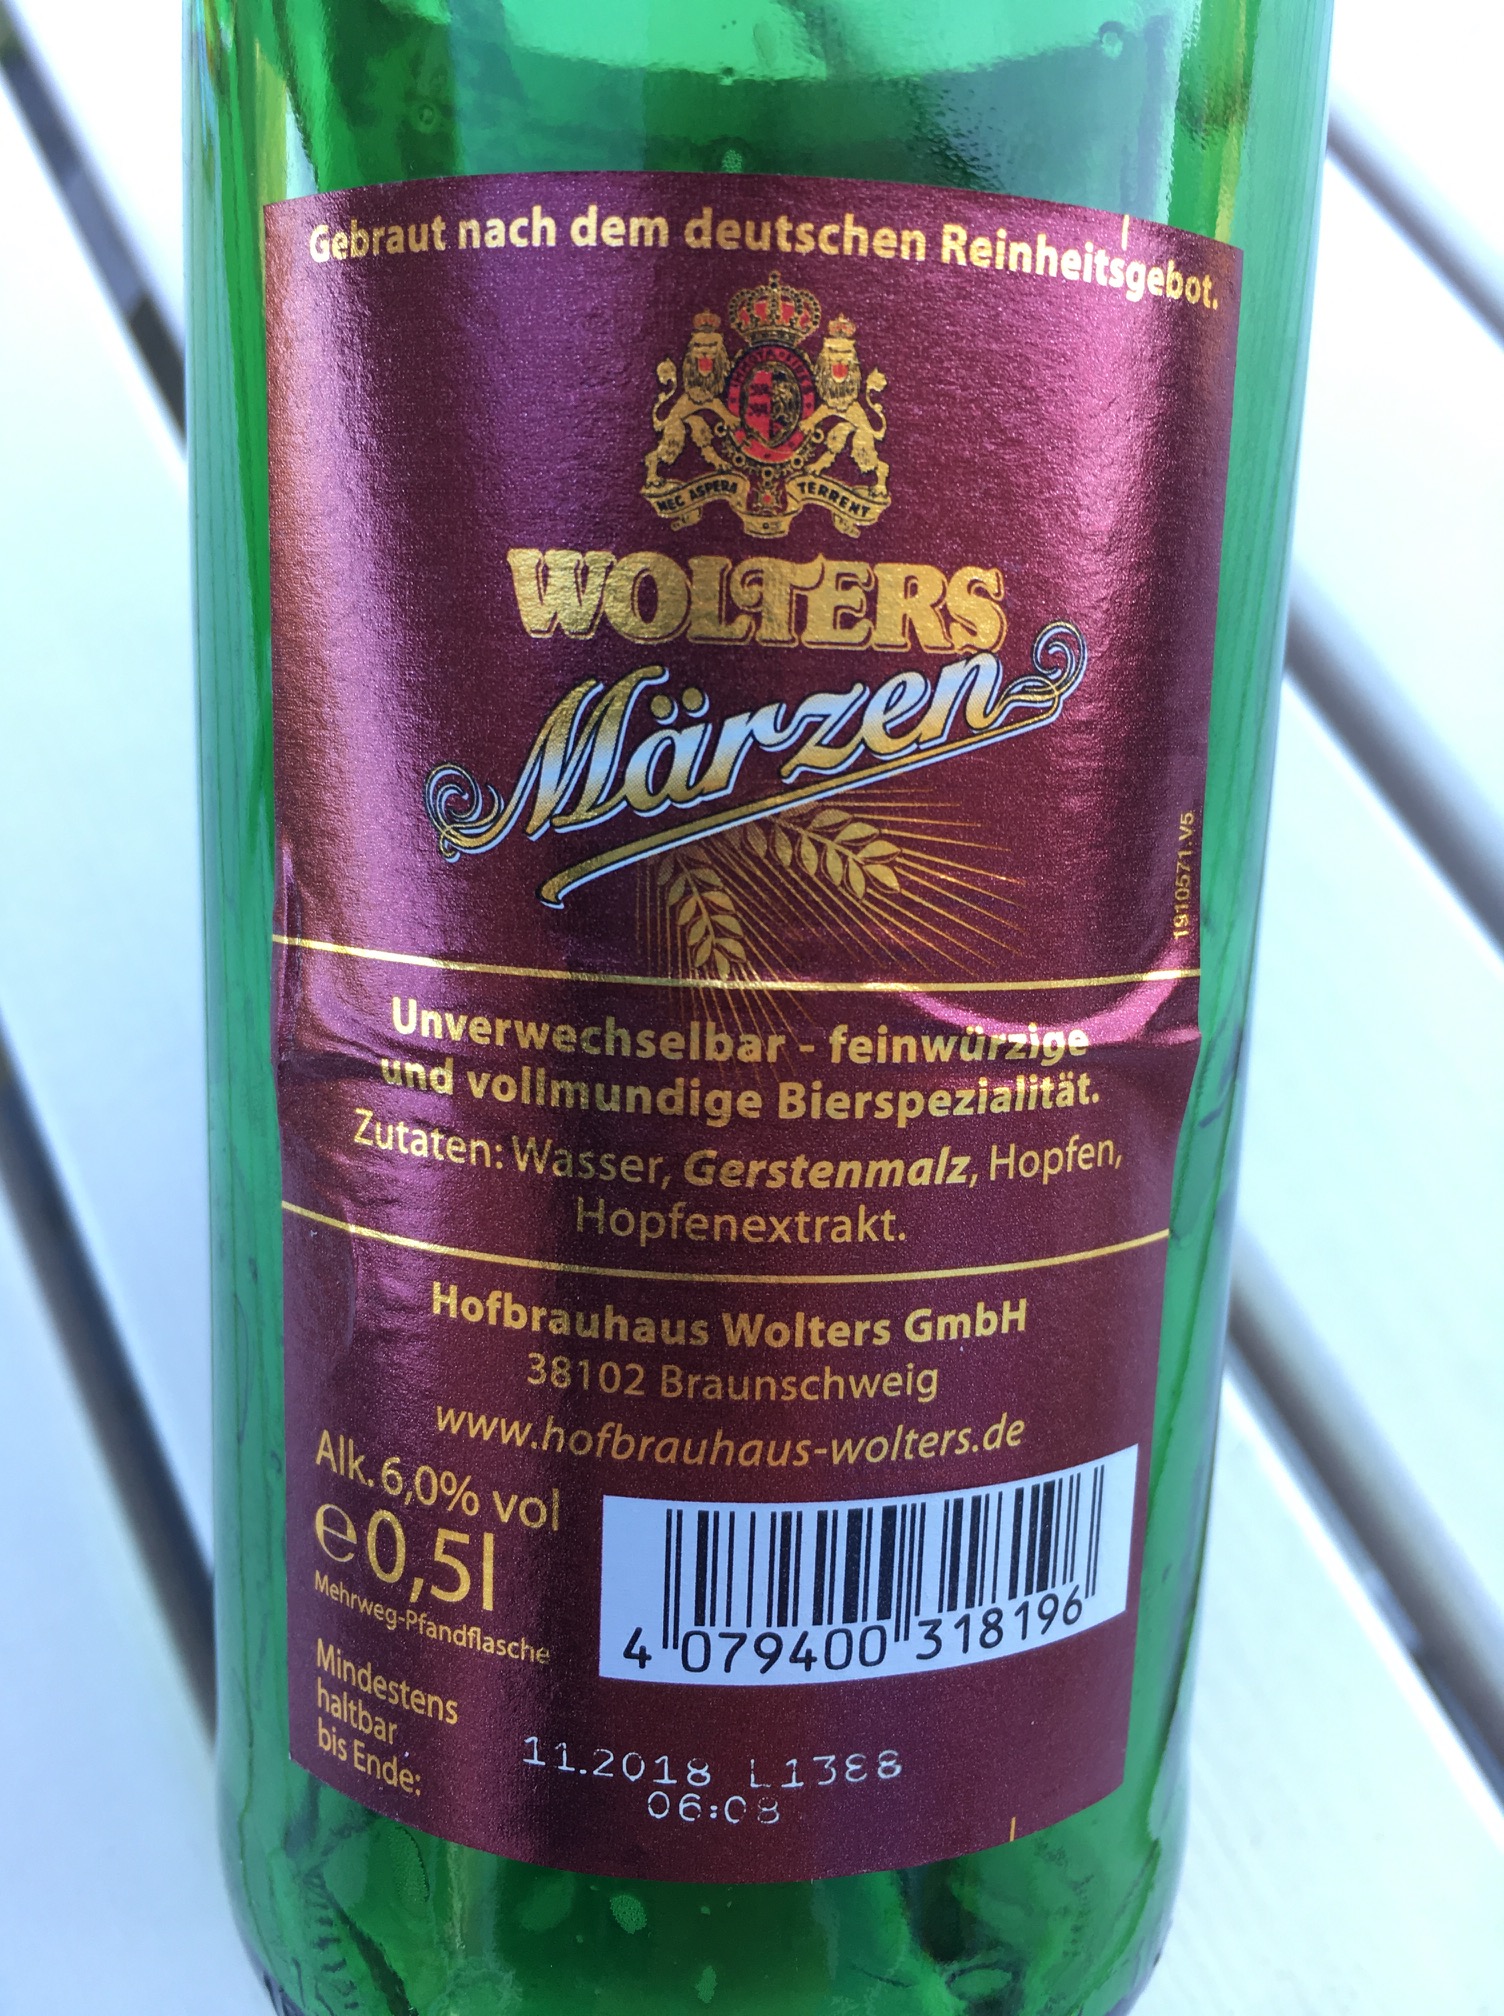 Gebraut nach dem deutschen Reinheitsgebot.
NEC ASPERA TERRENT
WOLTERS
Märzen
1910571.V5
Unverwechselbar - feinwürzige
und vollmundige Bierspezialität.
Zutaten: Wasser, Gerstenmalz, Hopfen,
Hopfenextrakt.
Hofbrauhaus Wolters GmbH
38102 Braunschweig
www.hofbrauhaus-wolters.de
Alk. 6,0% vol
℮0,5l
Mehrweg-Pfandflasche
4 079400 318196
Mindestens
haltbar
bis Ende:
11.2018 L1388
06:08